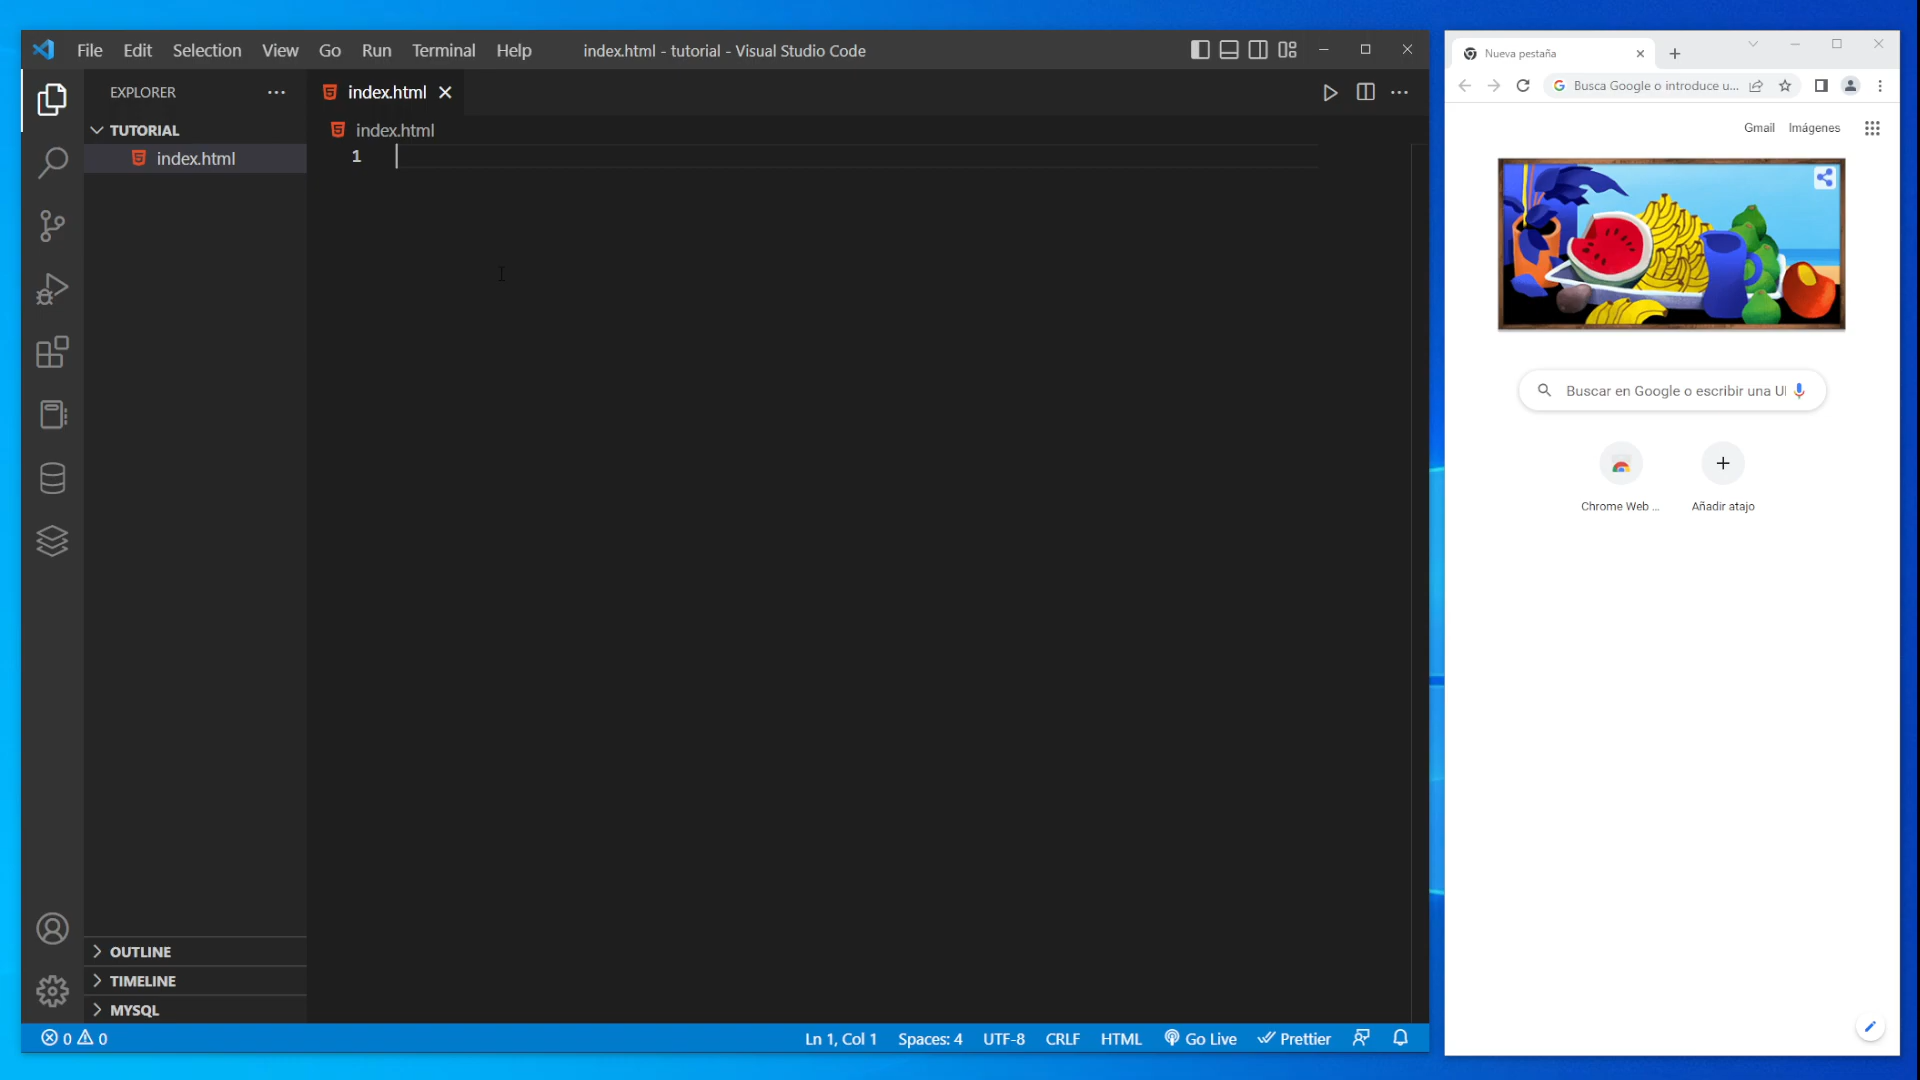 File Edit Selection View Go Run Terminal Help index.html - tutorial - Visual Studio Code
EXPLORER
TUTORIAL
index.html
OUTLINE
TIMELINE
MYSQL
index.html
index.html
1
0 0
Ln 1, Col 1 Spaces: 4 UTF-8 CRLF HTML Go Live Prettier
Nueva pestaña
Busca Google o introduce u...
Gmail Imágenes
Buscar en Google o escribir una UI
Chrome Web ... Añadir atajo